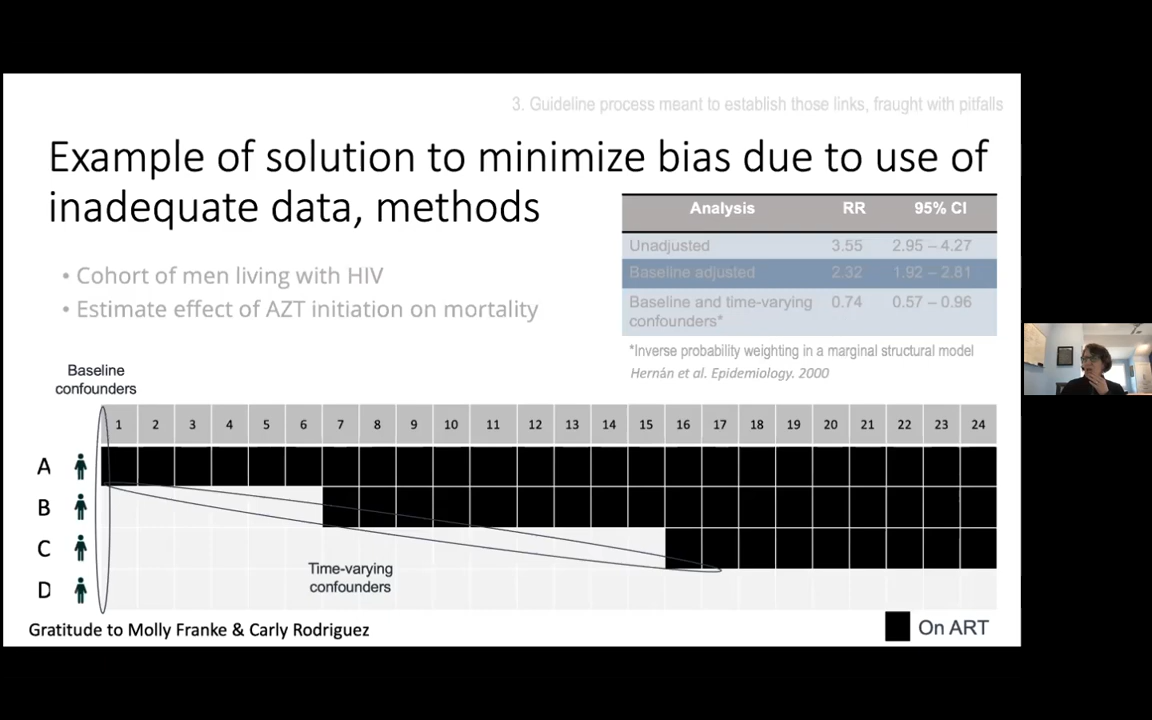 3. Guideline process meant to establish those links, fraught with pitfalls
Example of solution to minimize bias due to use of
inadequate data, methods
• Cohort of men living with HIV
• Estimate effect of AZT initiation on mortality
Analysis RR 95% CI
Unadjusted 3.55 2.95 – 4.27
Baseline adjusted 2.32 1.92 – 2.81
Baseline and time-varying 0.74 0.57 – 0.96
confounders*
*Inverse probability weighting in a marginal structural model
Hernán et al. Epidemiology. 2000
Baseline
confounders
1 2 3 4 5 6 7 8 9 10 11 12 13 14 15 16 17 18 19 20 21 22 23 24
A
B
C
D
Time-varying
confounders
Gratitude to Molly Franke & Carly Rodriguez
On ART